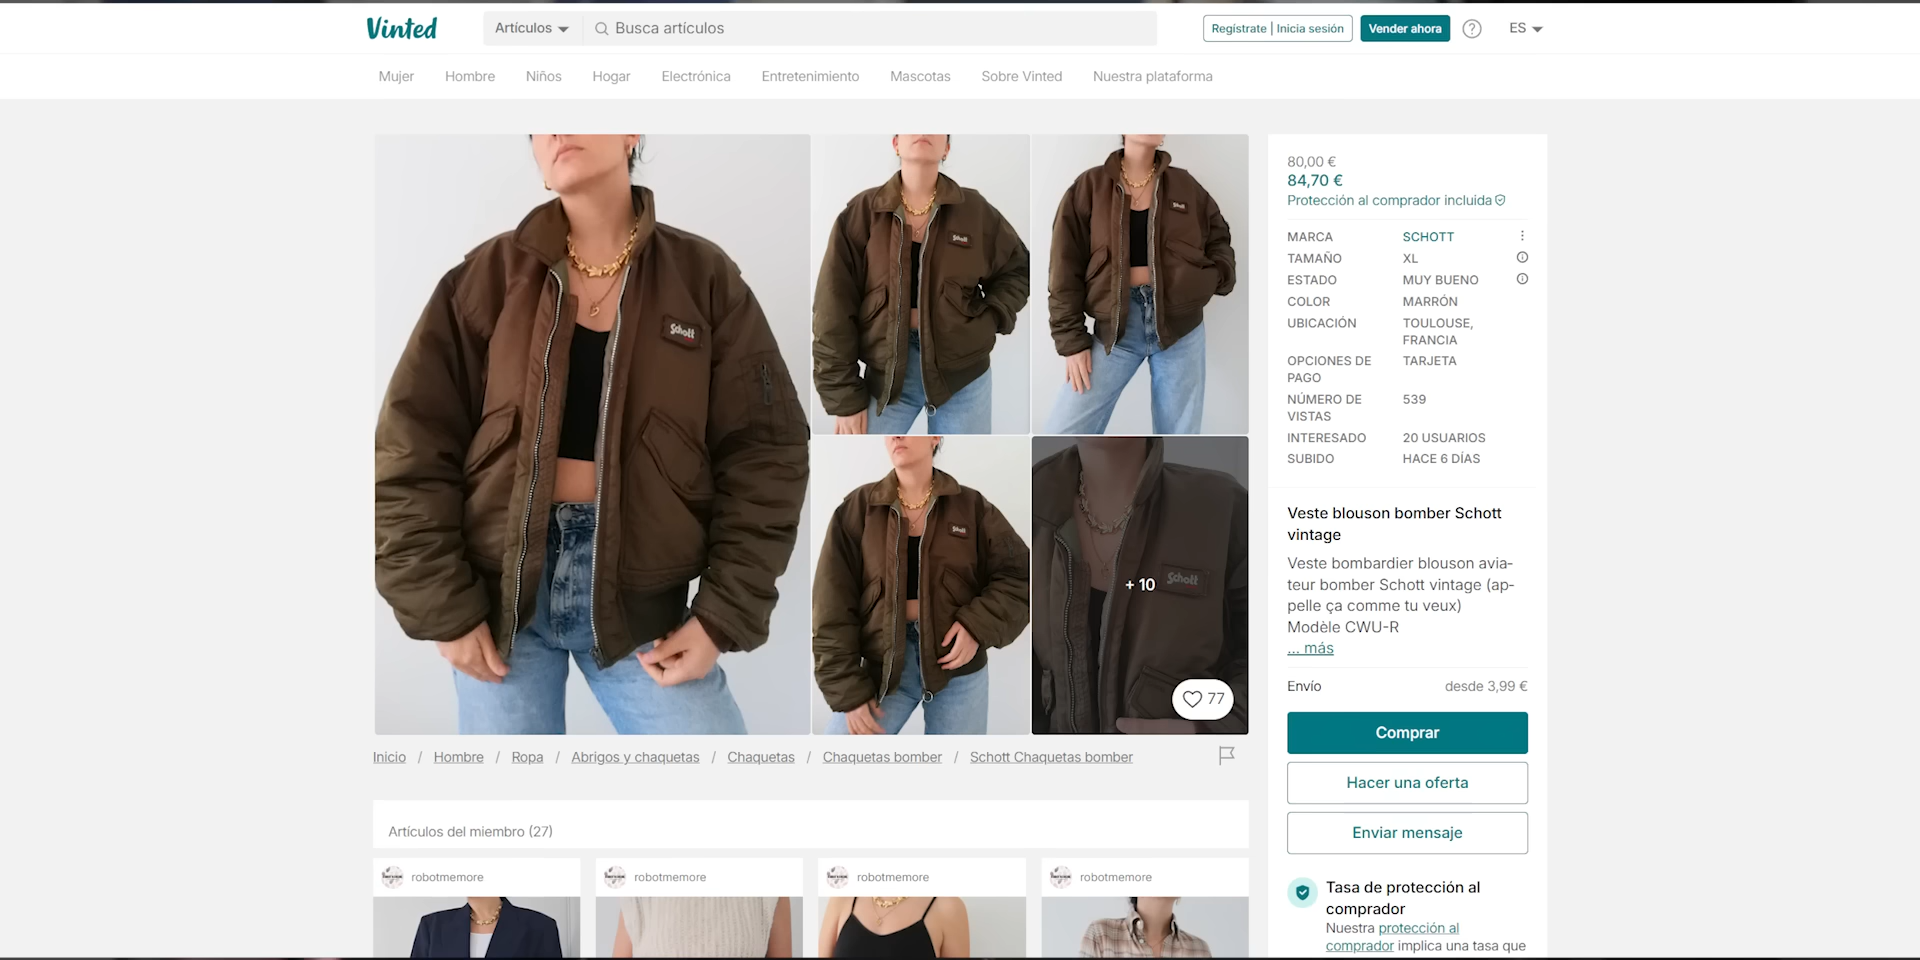 Vinted
Artículos
Busca artículos
Regístrate | Inicia sesión
Vender ahora
?
ES
Mujer
Hombre
Niños
Hogar
Electrónica
Entretenimiento
Mascotas
Sobre Vinted
Nuestra plataforma
Schott
Schott
Schott
Schott
Schott
+ 10
77
80,00 €
84,70 €
Protección al comprador incluida
MARCA SCHOTT
TAMAÑO XL
ESTADO MUY BUENO
COLOR MARRÓN
UBICACIÓN TOULOUSE,
FRANCIA
OPCIONES DE TARJETA
PAGO
NÚMERO DE 539
VISTAS
INTERESADO 20 USUARIOS
SUBIDO HACE 6 DÍAS
Veste blouson bomber Schott
vintage
Veste bombardier blouson avia-
teur bomber Schott vintage (ap-
pelle ça comme tu veux)
Modèle CWU-R
... más
Envío desde 3,99 €
Comprar
Hacer una oferta
Enviar mensaje
Tasa de protección al
comprador
Nuestra protección al
comprador implica una tasa que
Inicio / Hombre / Ropa / Abrigos y chaquetas / Chaquetas / Chaquetas bomber / Schott Chaquetas bomber
Artículos del miembro (27)
robotmemore
robotmemore
robotmemore
robotmemore